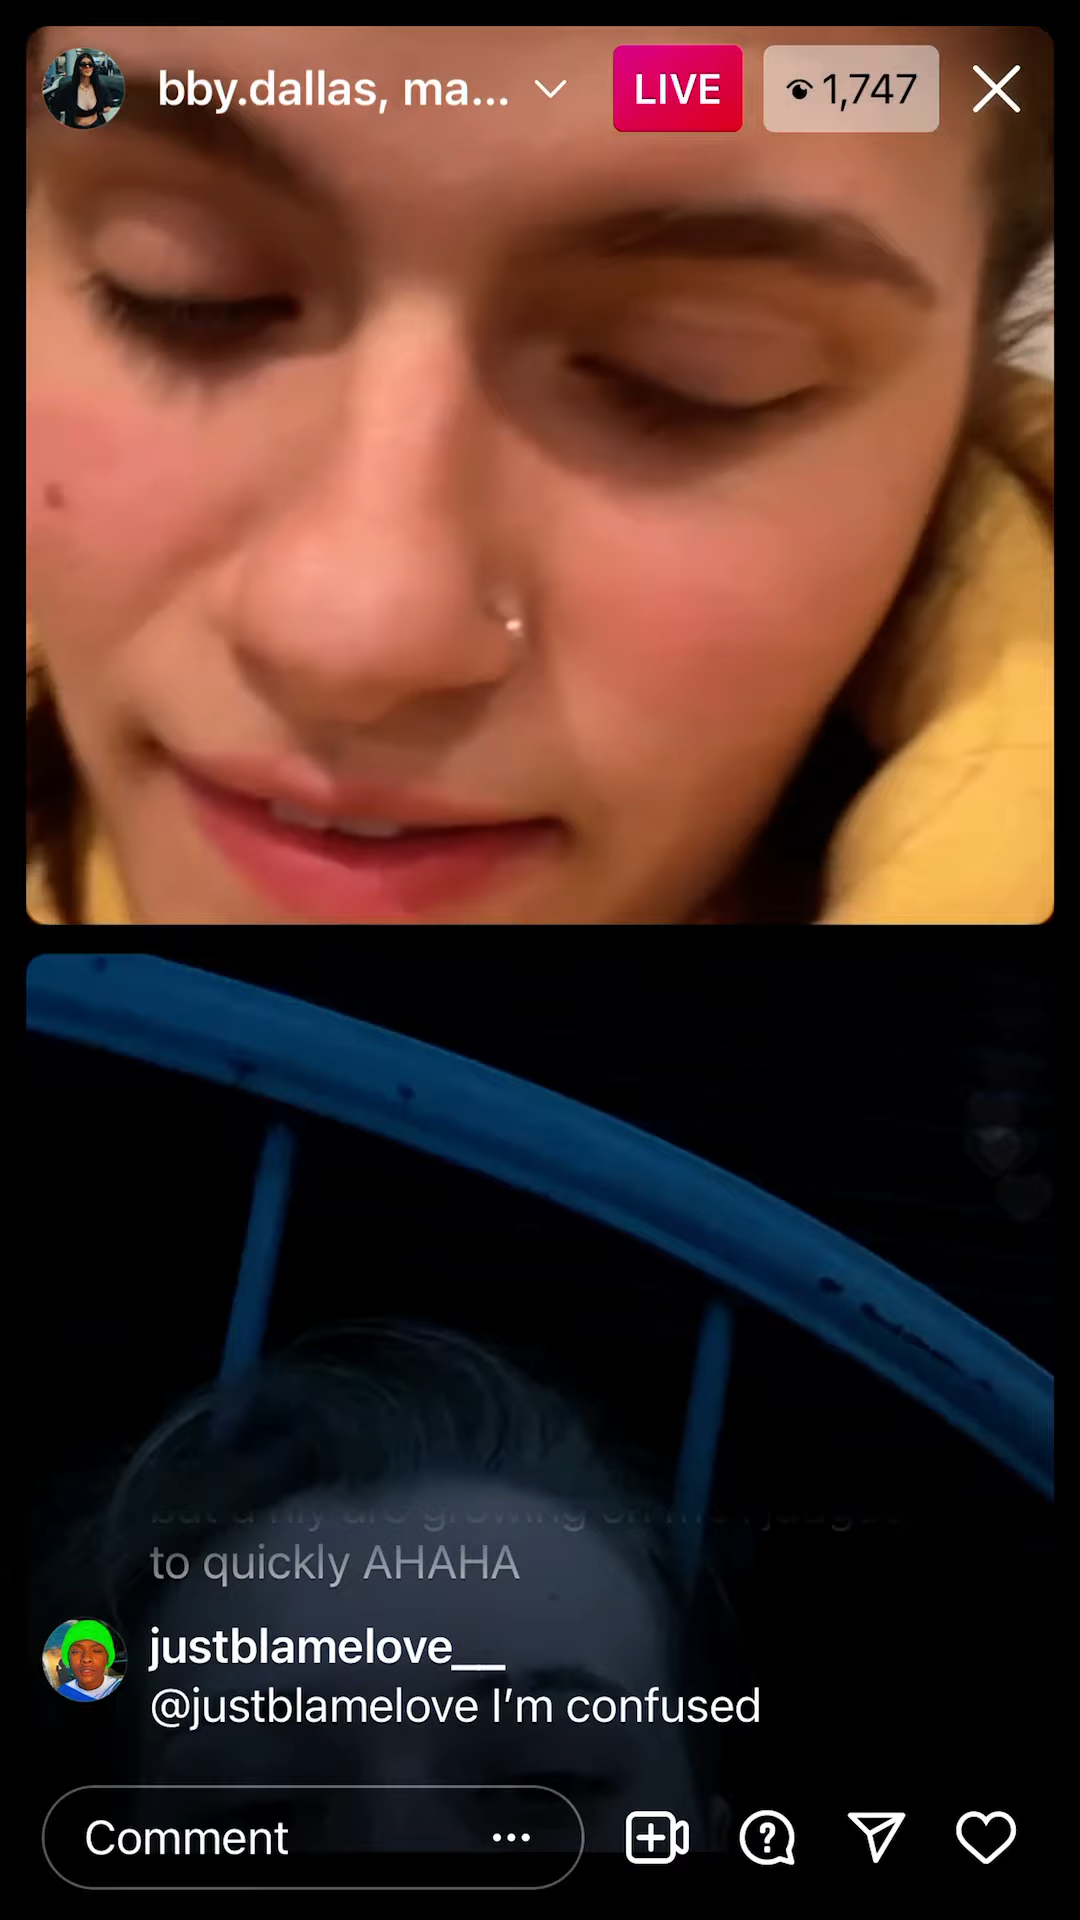 bby.dallas, ma...
LIVE
1,747
to quickly AHAHA
justblamelove__
@justblamelove I’m confused
Comment